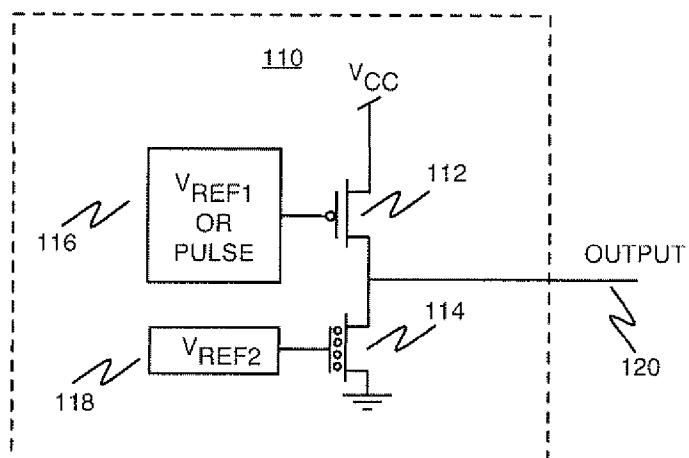 110
VCC
VREF1
OR
PULSE
112
116
OUTPUT
VREF2
114
118
120